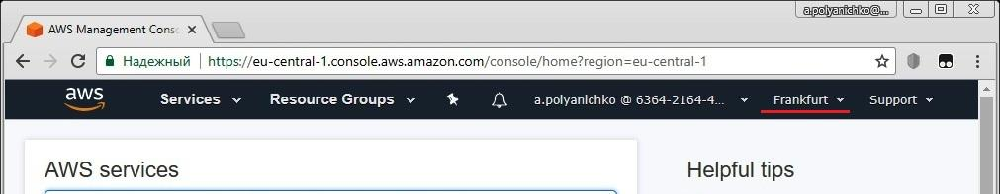 a.polyanichko@...
AWS Management Consc
Надежный https://eu-central-1.console.aws.amazon.com/console/home?region=eu-central-1
aws Services Resource Groups a.polyanichko @ 6364-2164-4... Frankfurt Support
AWS services Helpful tips